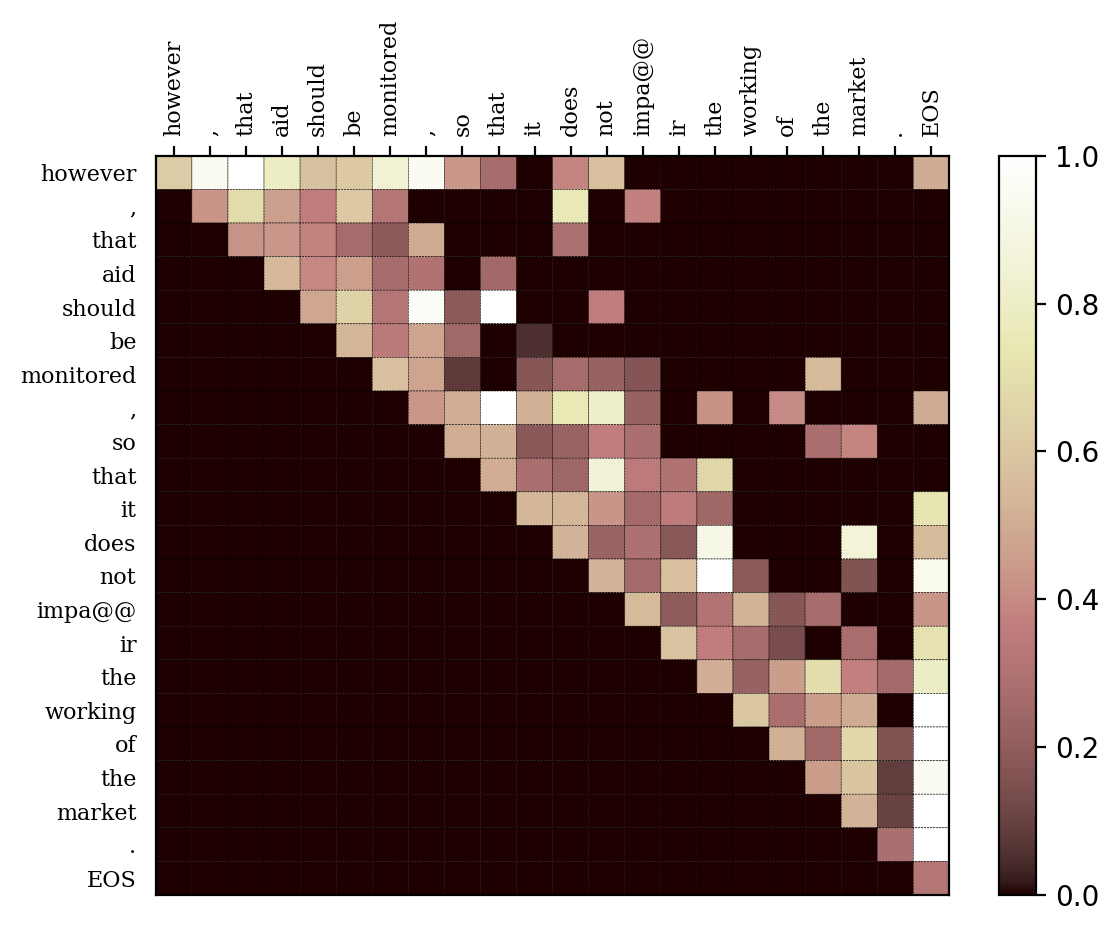 however , that aid should be monitored , so that it does not impa@@ ir the working of the market . EOS
however
,
that
aid
should
be
monitored
,
so
that
it
does
not
impa@@
ir
the
working
of
the
market
.
EOS
1.0
0.8
0.6
0.4
0.2
0.0